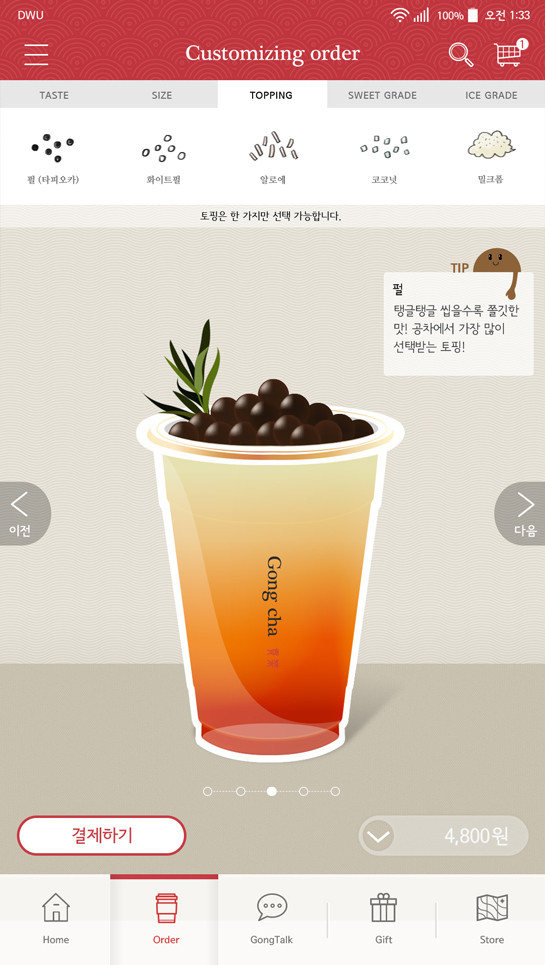 DWU
100% 오전 1:33
Customizing order
1
TASTE SIZE TOPPING SWEET GRADE ICE GRADE
펄 (타피오카) 화이트펄 알로에 코코넛 밀크폼
토핑은 한 가지만 선택 가능합니다.
TIP
펄
탱글탱글 씹을수록 쫄깃한
맛! 공차에서 가장 많이
선택받는 토핑!
이전
다음
Gong cha
결제하기
4,800원
Home Order GongTalk Gift Store